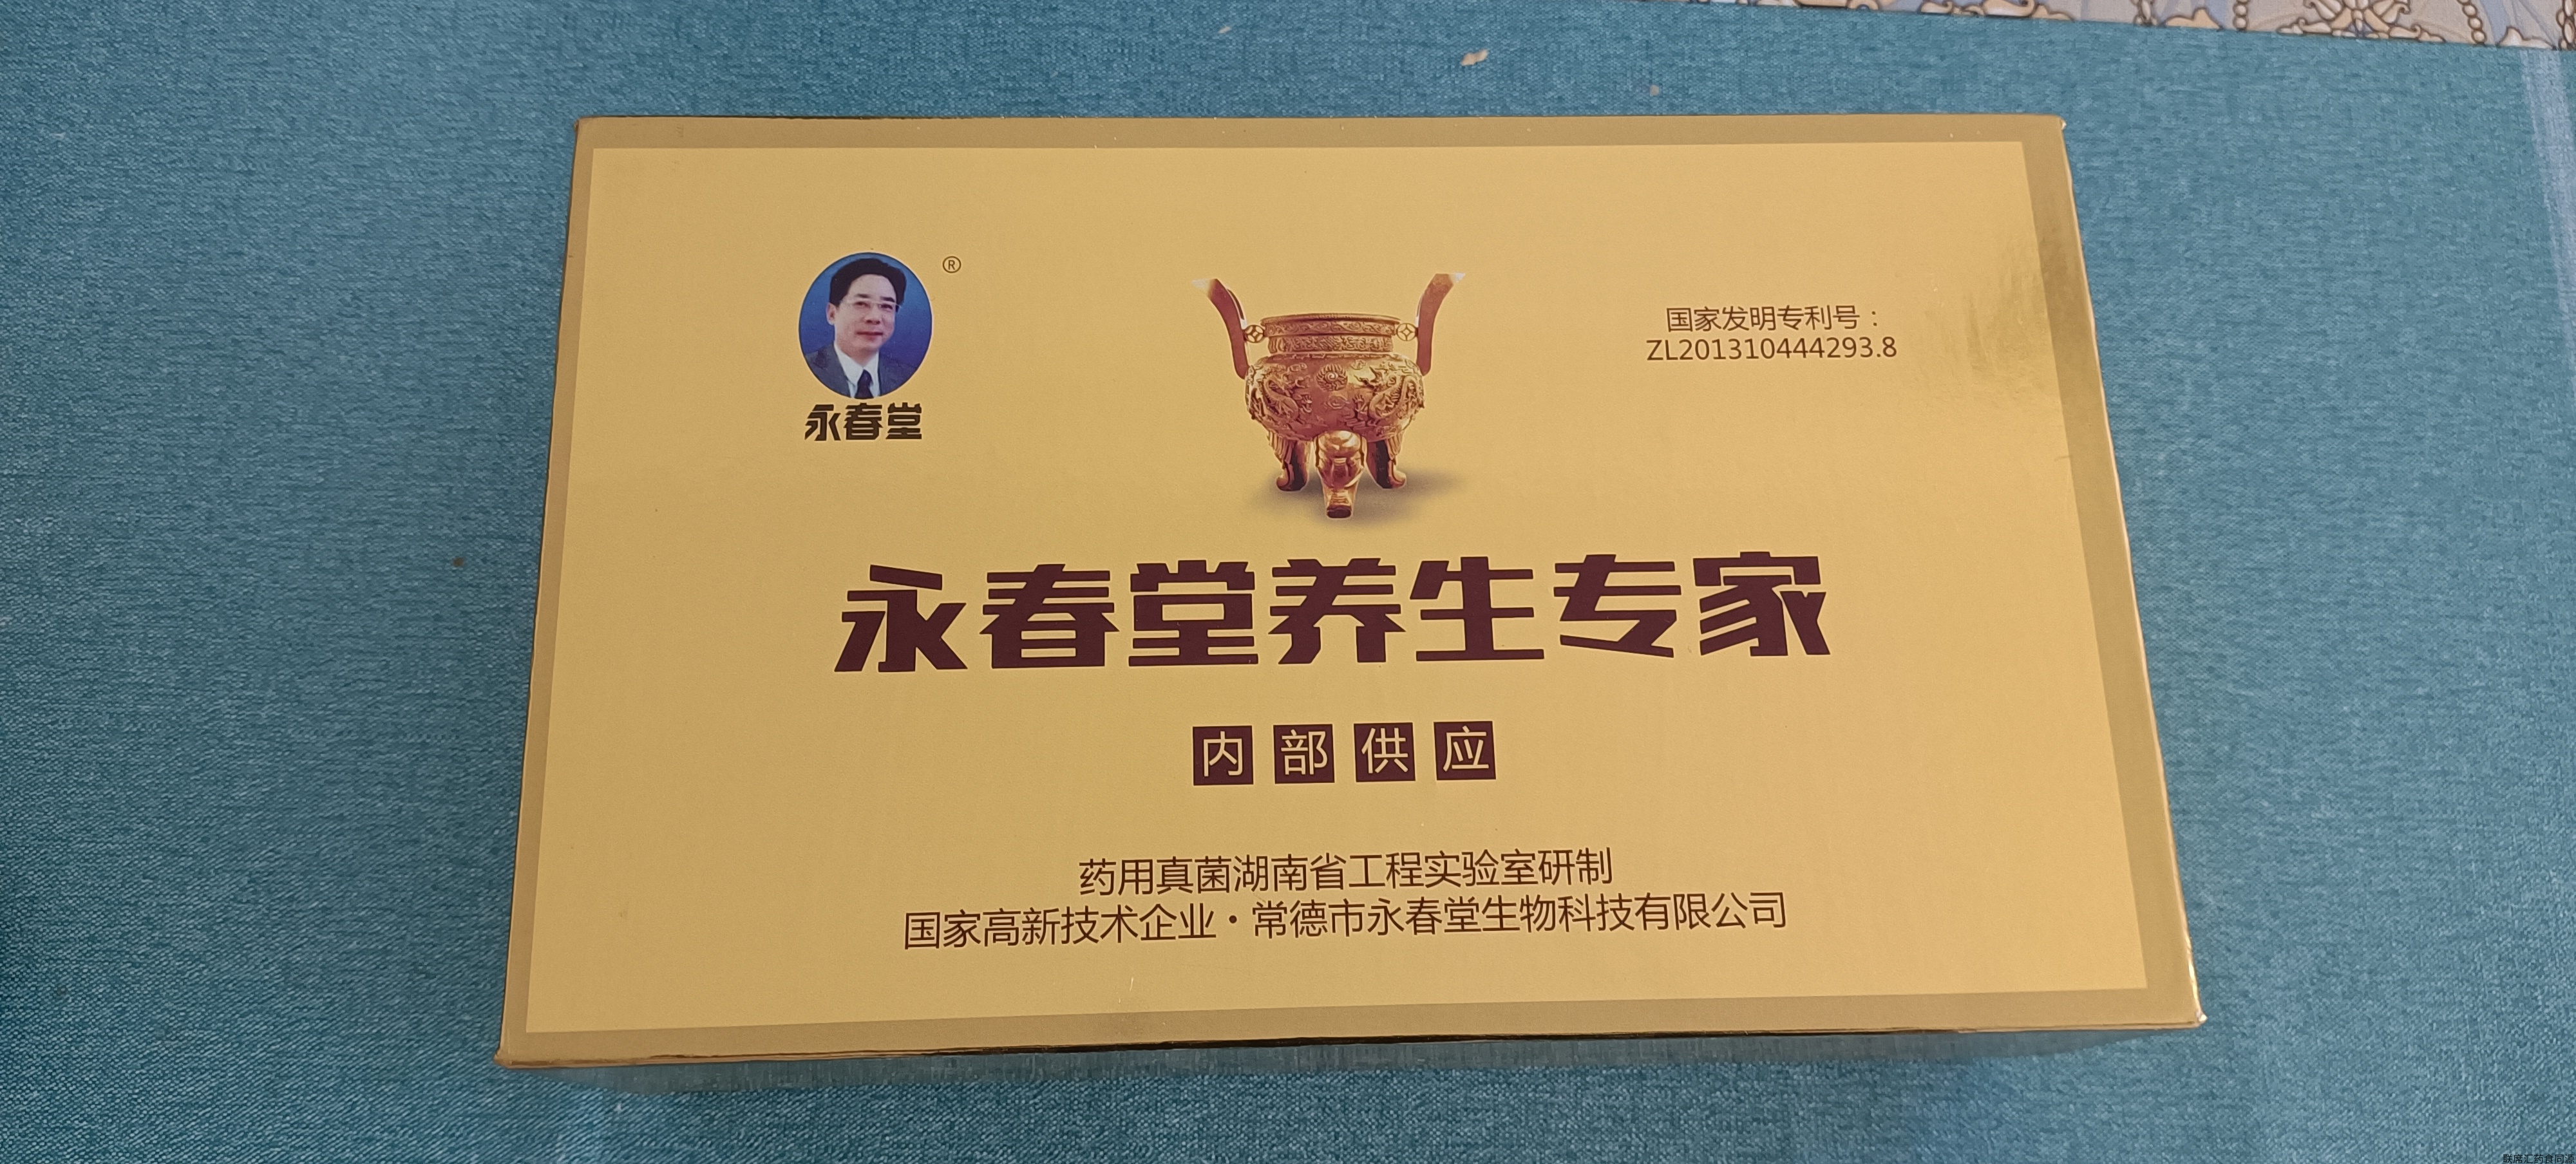 ®
永春堂
国家发明专利号：
ZL201310444293.8
永春堂养生专家
内部供应
药用真菌湖南省工程实验室研制
国家高新技术企业·常德市永春堂生物科技有限公司